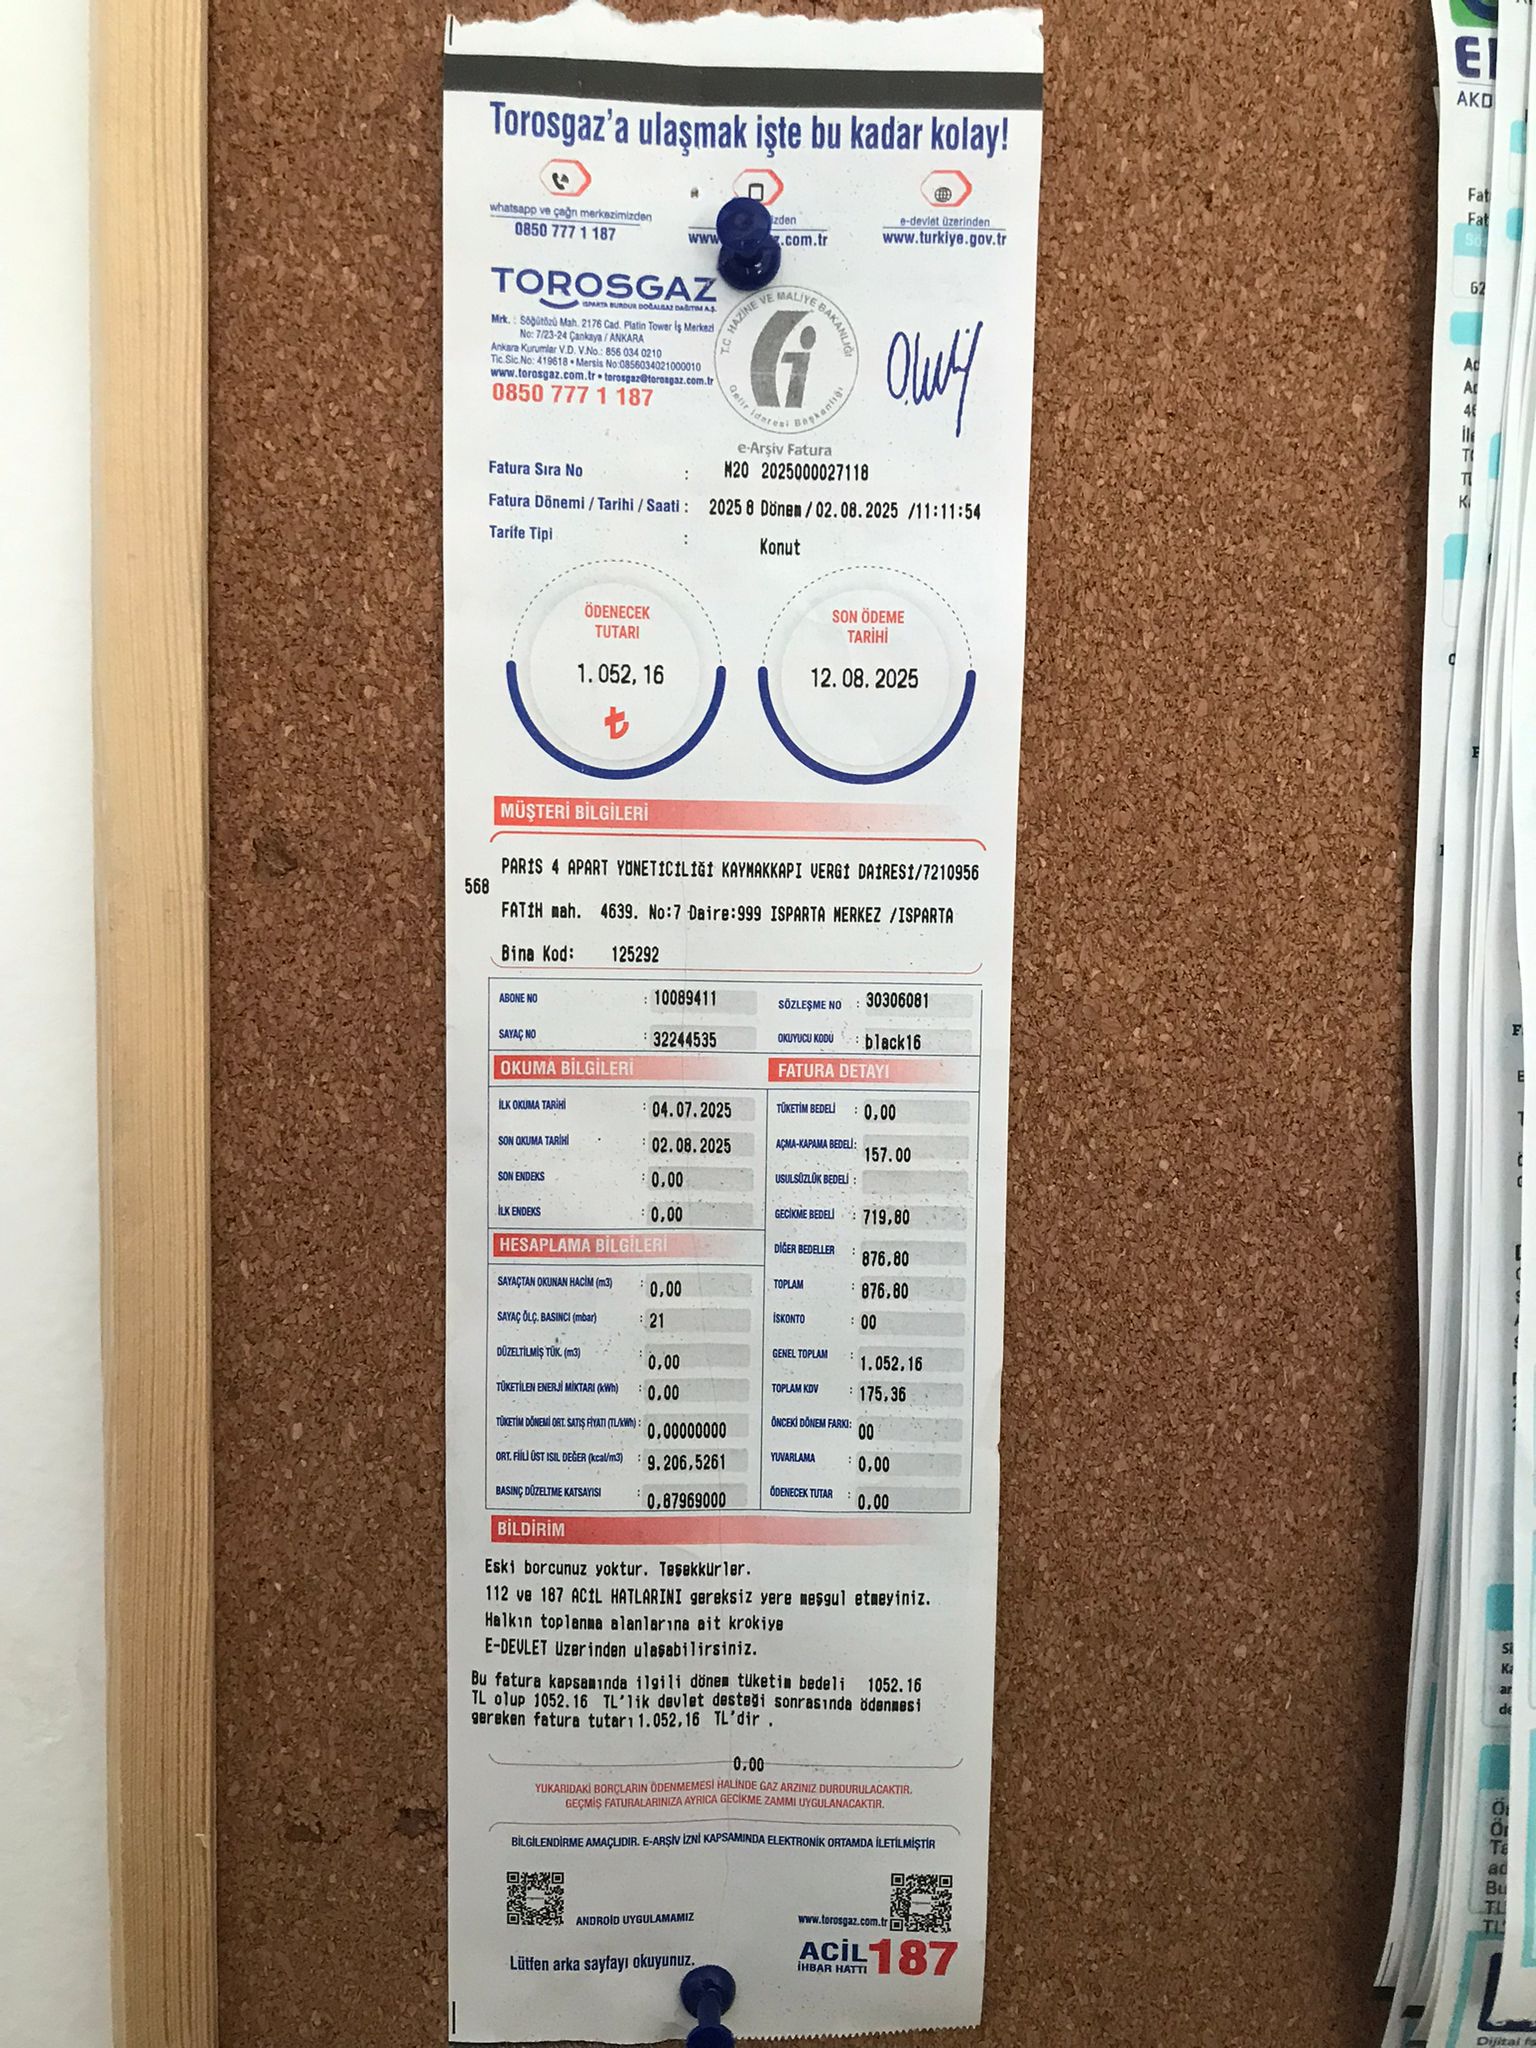 Torosgaz'a ulaşmak işte bu kadar kolay!
whatsapp ve çağrı merkezimizden
0850 777 1 187
izden
www. z.com.tr
e-devlet üzerinden
www.turkiye.gov.tr
TOROSGAZ
ISPARTA BURDUR DOĞALGAZ DAĞITIM A.Ş.
Mrk. : Söğütözü Mah. 2176 Cad. Platin Tower İş Merkezi
No: 7/23-24 Çankaya / ANKARA
Ankara Kurumlar V.D. V.No.: 856 034 0210
Tic.Sic.No: 419618 • Mersis No:0856034021000010
www.torosgaz.com.tr • torosgaz@torosgaz.com.tr
0850 777 1 187
T.C. HAZİNE VE MALİYE BAKANLIĞI
Gelir İdaresi Başkanlığı
e-Arşiv Fatura
Fatura Sıra No : M20 2025000027118
Fatura Dönemi / Tarihi / Saati : 2025 8 Dönem / 02.08.2025 /11:11:54
Tarife Tipi : Konut
ÖDENECEK TUTARI
1.052,16
₺
SON ÖDEME TARİHİ
12.08.2025
MÜŞTERİ BİLGİLERİ
PARİS 4 APART YÖNETİCİLİĞİ KAYMAKKAPI VERGİ DAİRESİ/7210956
568
FATİH mah. 4639. No:7 Daire:999 ISPARTA MERKEZ /ISPARTA
Bina Kod: 125292
ABONE NO : 10089411
SÖZLEŞME NO : 30306081
SAYAÇ NO : 32244535
OKUYUCU KODU : black16
OKUMA BİLGİLERİ
İLK OKUMA TARİHİ : 04.07.2025
SON OKUMA TARİHİ : 02.08.2025
SON ENDEKS : 0,00
İLK ENDEKS : 0,00
HESAPLAMA BİLGİLERİ
SAYAÇTAN OKUNAN HACİM (m3) : 0,00
SAYAÇ ÖLÇ. BASINCI (mbar) : 21
DÜZELTİLMİŞ TÜK. (m3) : 0,00
TÜKETİLEN ENERJİ MİKTARI (kWh) : 0,00
TÜKETİM DÖNEMİ ORT. SATIŞ FİYATI (TL/kWh) : 0,00000000
ORT. FİİLİ ÜST ISIL DEĞER (kcal/m3) : 9.206,5261
BASINÇ DÜZELTME KATSAYISI : 0,87969000
FATURA DETAYI
TÜKETİM BEDELİ : 0,00
AÇMA-KAPAMA BEDELİ : 157.00
USULSÜZLÜK BEDELİ :
GECİKME BEDELİ : 719,80
DİĞER BEDELLER : 876,80
TOPLAM : 876,80
İSKONTO : 00
GENEL TOPLAM : 1.052,16
TOPLAM KDV : 175,36
ÖNCEKİ DÖNEM FARKI: 00
YUVARLAMA : 0,00
ÖDENECEK TUTAR : 0,00
BİLDİRİM
Eski borcunuz yoktur. Teşekkürler.
112 ve 187 ACİL HATLARINI gereksiz yere meşgul etmeyiniz.
Halkın toplanma alanlarına ait krokiye
E-DEVLET üzerinden ulaşabilirsiniz.
Bu fatura kapsamında ilgili dönem tüketim bedeli 1052.16
TL olup 1052.16 TL'lik devlet desteği sonrasında ödenmesi
gereken fatura tutarı 1.052,16 TL'dir .
0,00
YUKARIDAKİ BORÇLARIN ÖDENMEMESİ HALİNDE GAZ ARZINIZ DURDURULACAKTIR.
GEÇMİŞ FATURALARINIZA AYRICA GECİKME ZAMMI UYGULANACAKTIR.
BİLGİLENDİRME AMAÇLIDIR. E-ARŞİV İZNİ KAPSAMINDA ELEKTRONİK ORTAMDA İLETİLMİŞTİR
ANDROİD UYGULAMAMIZ
www.torosgaz.com.tr
Lütfen arka sayfayı okuyunuz.
ACİL 187
İHBAR HATTI
AKD
Dijital